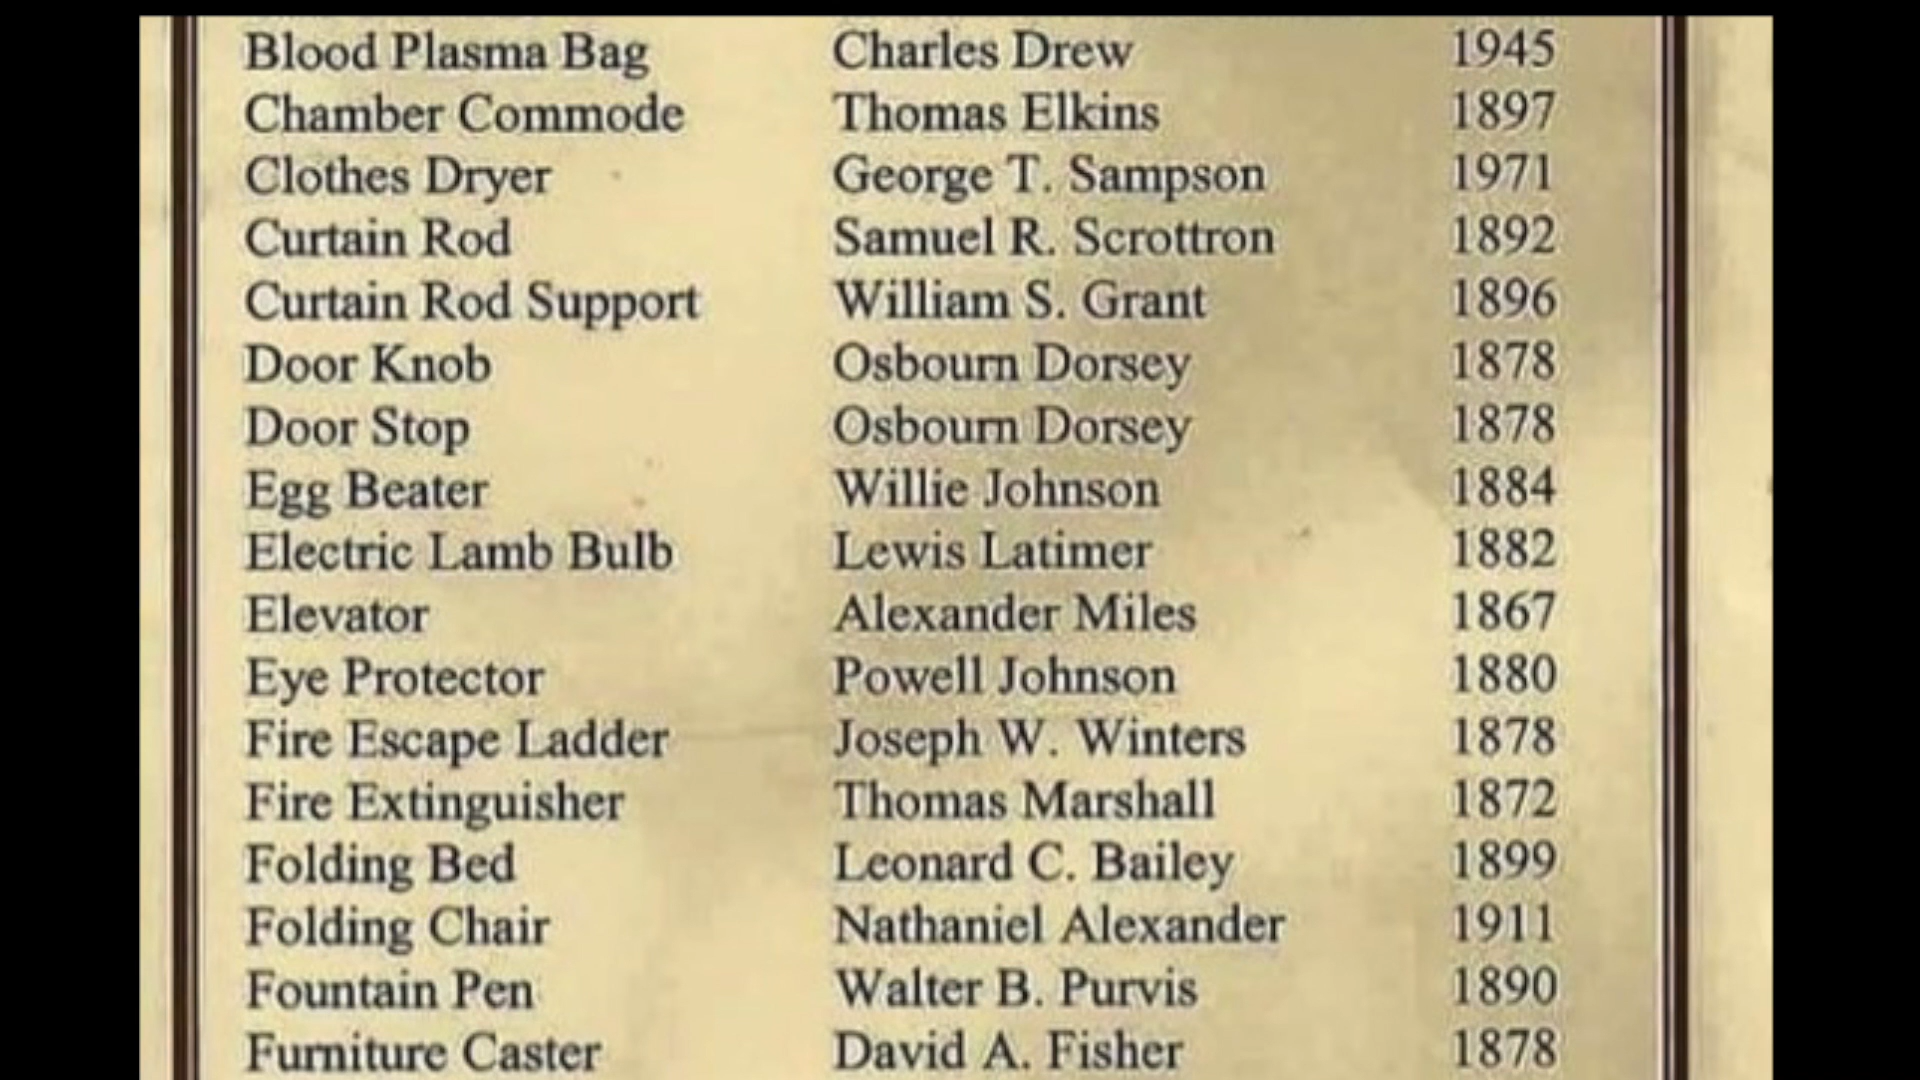 Blood Plasma Bag Charles Drew 1945
Chamber Commode Thomas Elkins 1897
Clothes Dryer George T. Sampson 1971
Curtain Rod Samuel R. Scrottron 1892
Curtain Rod Support William S. Grant 1896
Door Knob Osbourn Dorsey 1878
Door Stop Osbourn Dorsey 1878
Egg Beater Willie Johnson 1884
Electric Lamb Bulb Lewis Latimer 1882
Elevator Alexander Miles 1867
Eye Protector Powell Johnson 1880
Fire Escape Ladder Joseph W. Winters 1878
Fire Extinguisher Thomas Marshall 1872
Folding Bed Leonard C. Bailey 1899
Folding Chair Nathaniel Alexander 1911
Fountain Pen Walter B. Purvis 1890
Furniture Caster David A. Fisher 1878